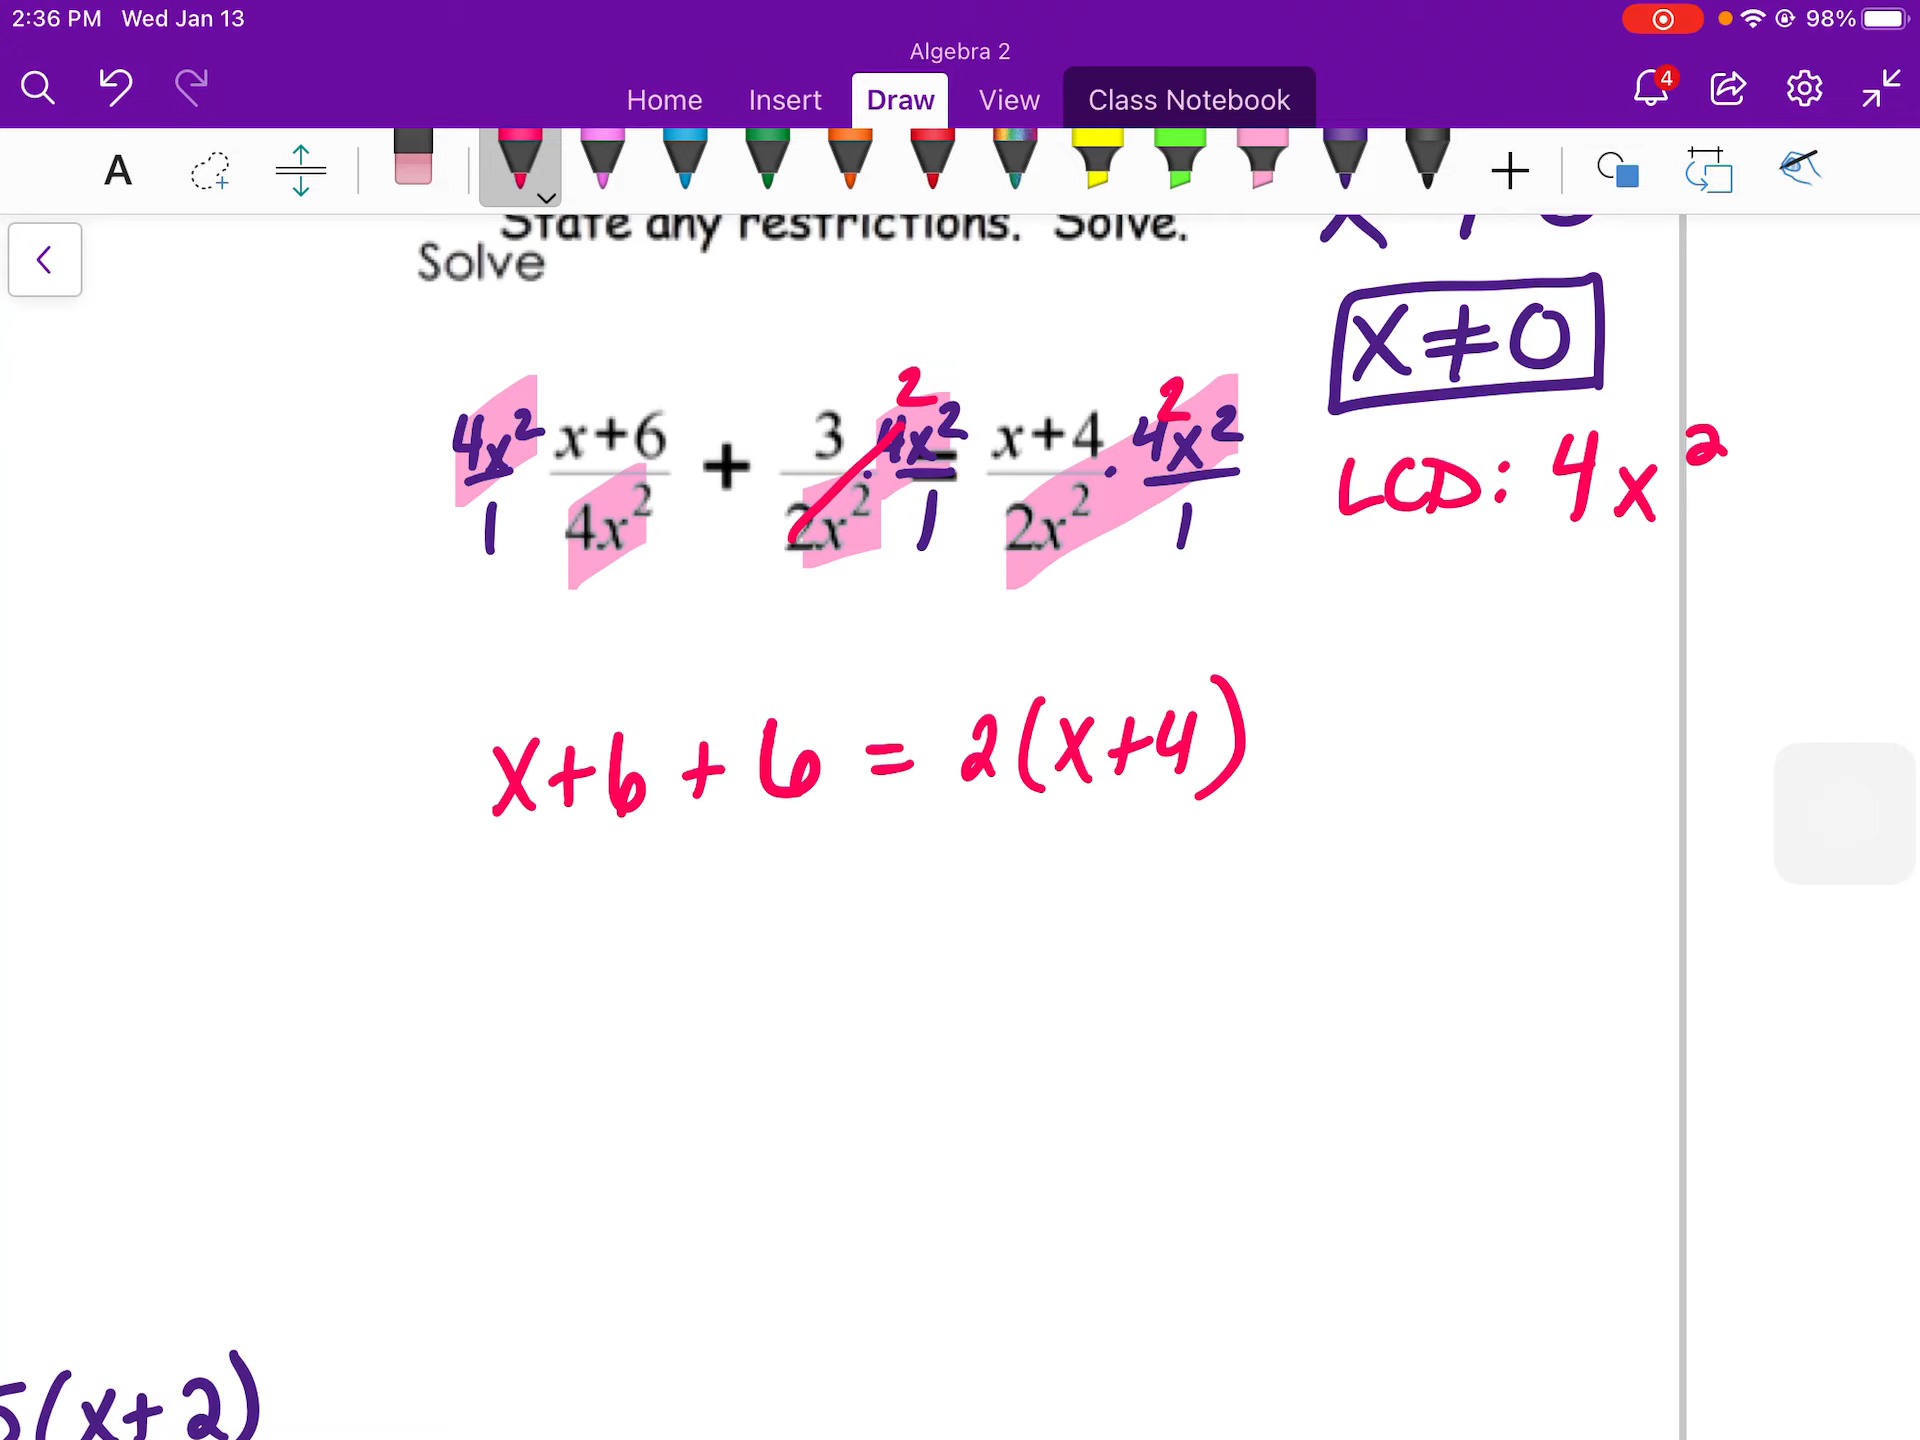 2:36 PM Wed Jan 13 98%
Algebra 2
Home Insert Draw View Class Notebook 4
A
State any restrictions. Solve.
Solve
x ≠ 0
4x²/1 (x+6)/(4x²) + 3/(2x²) · 2 4x²/1 = (x+4)/(2x²) · 2 4x²/1
LCD: 4x²
x+6 + 6 = 2(x+4)
5(x+2)